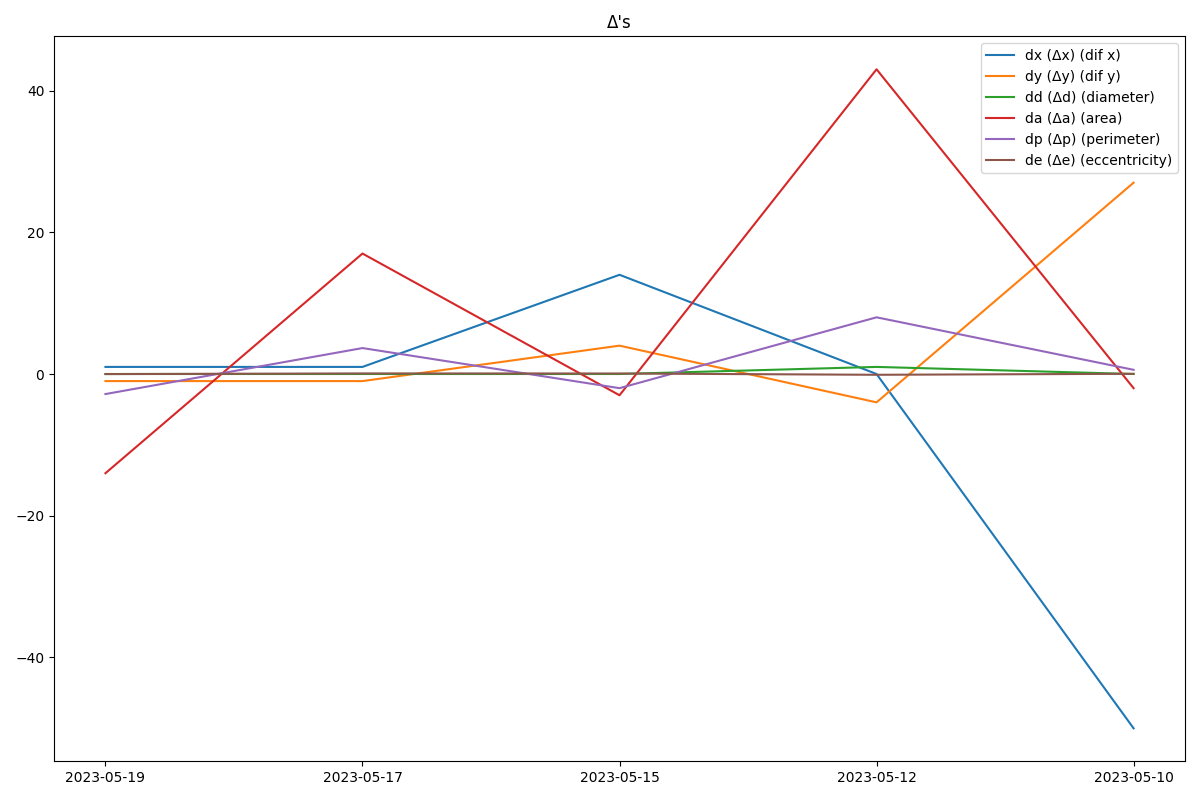 Δ's
dx (Δx) (dif x)
dy (Δy) (dif y)
dd (Δd) (diameter)
da (Δa) (area)
dp (Δp) (perimeter)
de (Δe) (eccentricity)
40
20
0
−20
−40
2023-05-19 2023-05-17 2023-05-15 2023-05-12 2023-05-10